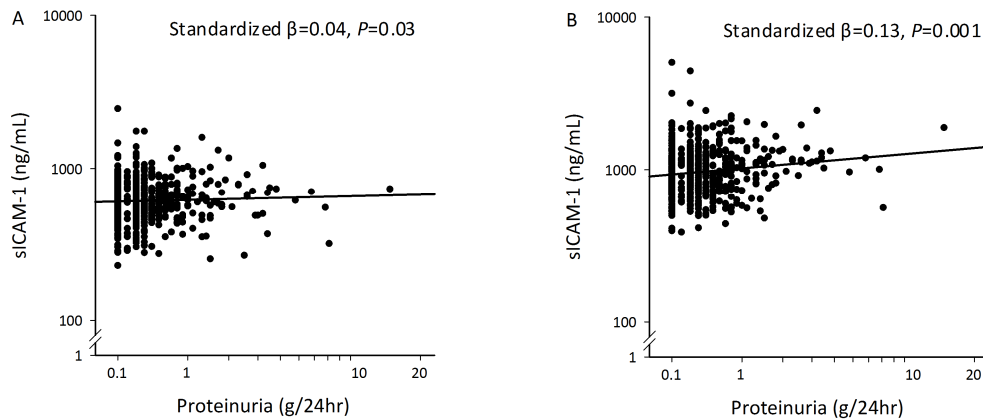 A
Standardized β=0.04, P=0.03
10000
1000
100
1
sICAM-1 (ng/mL)
0.1 1 10 20
Proteinuria (g/24hr)
B
Standardized β=0.13, P=0.001
10000
1000
100
1
sICAM-1 (ng/mL)
0.1 1 10 20
Proteinuria (g/24hr)